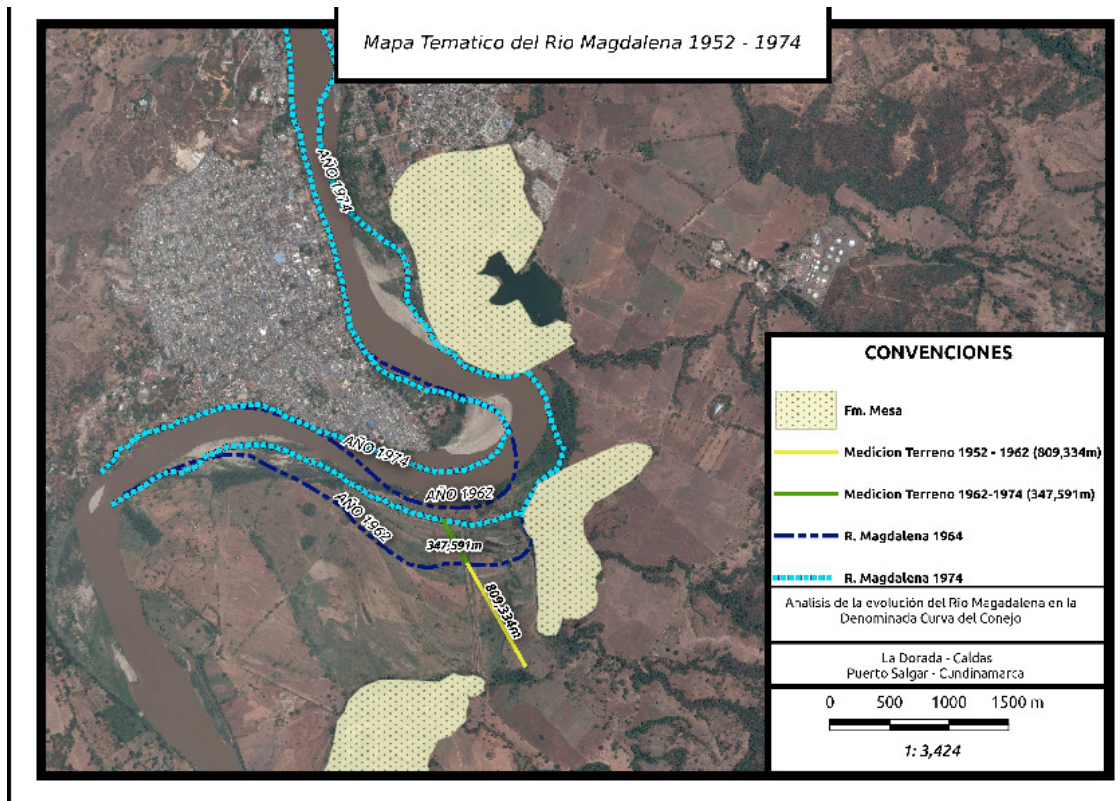 Mapa Tematico del Rio Magdalena 1952 - 1974
AÑO 1974
AÑO 1974
AÑO 1962
AÑO 1962
347,591m
809,334m
CONVENCIONES
Fm. Mesa
Medicion Terreno 1952 - 1962 (809,334m)
Medicion Terreno 1962-1974 (347,591m)
R. Magdalena 1964
R. Magdalena 1974
Analisis de la evolución del Rio Magadalena en la
Denominada Curva del Conejo
La Dorada - Caldas
Puerto Salgar - Cundinamarca
0 500 1000 1500 m
1: 3,424